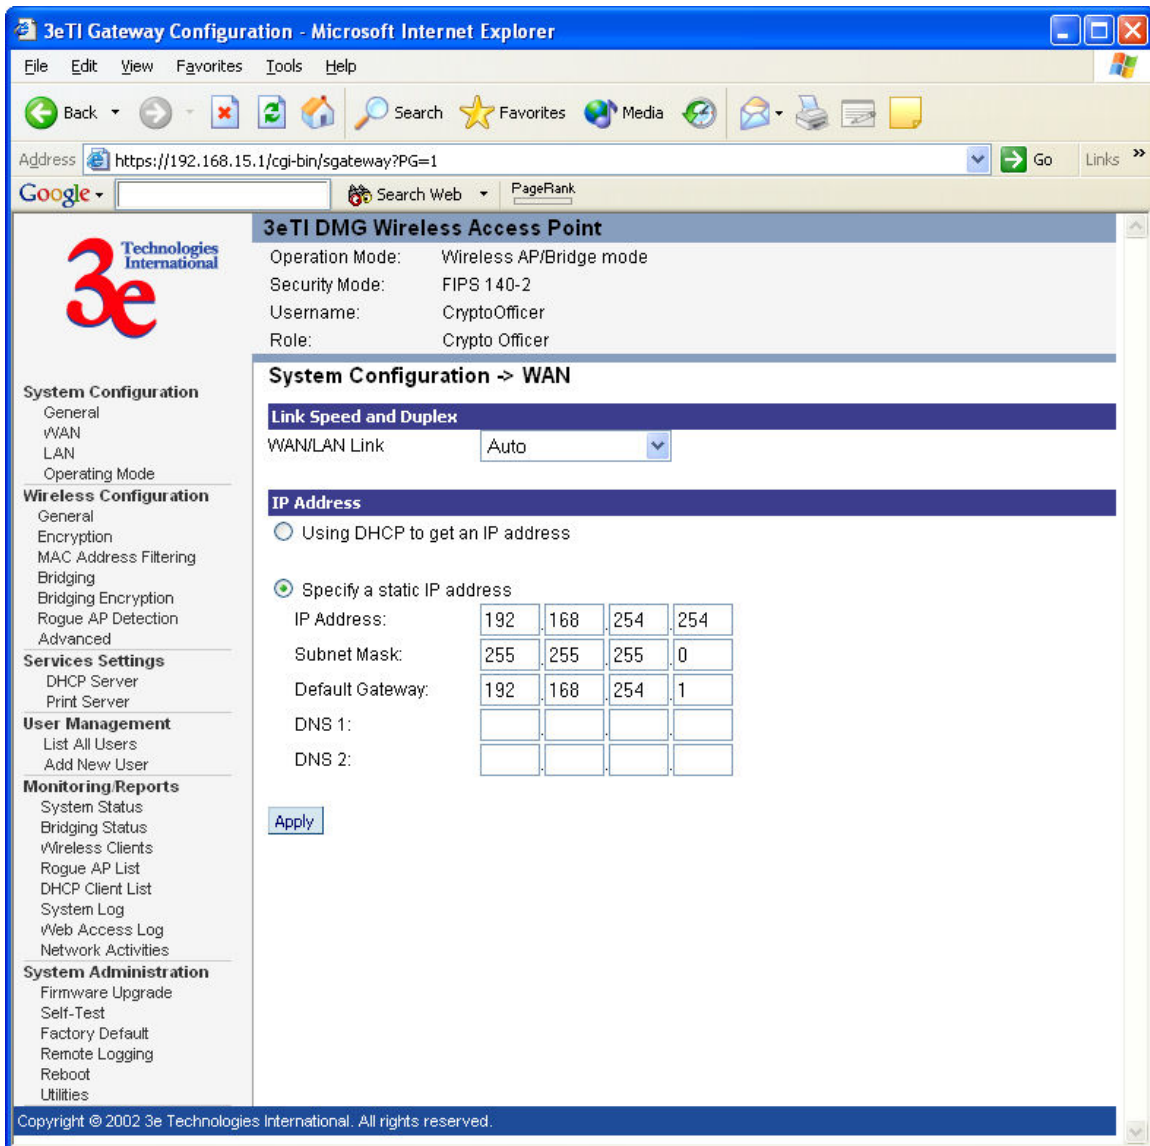 3eTI Gateway Configuration - Microsoft Internet Explorer
File Edit View Favorites Tools Help
Back Search Favorites Media
Address https://192.168.15.1/cgi-bin/sgateway?PG=1 Go Links »
Google Search Web PageRank
3e Technologies International
3eTI DMG Wireless Access Point
Operation Mode: Wireless AP/Bridge mode
Security Mode: FIPS 140-2
Username: CryptoOfficer
Role: Crypto Officer
System Configuration
General
WAN
LAN
Operating Mode
Wireless Configuration
General
Encryption
MAC Address Filtering
Bridging
Bridging Encryption
Rogue AP Detection
Advanced
Services Settings
DHCP Server
Print Server
User Management
List All Users
Add New User
Monitoring/Reports
System Status
Bridging Status
Wireless Clients
Rogue AP List
DHCP Client List
System Log
Web Access Log
Network Activities
System Administration
Firmware Upgrade
Self-Test
Factory Default
Remote Logging
Reboot
Utilities
System Configuration -> WAN
Link Speed and Duplex
WAN/LAN Link Auto
IP Address
Using DHCP to get an IP address
Specify a static IP address
IP Address: 192 . 168 . 254 . 254
Subnet Mask: 255 . 255 . 255 . 0
Default Gateway: 192 . 168 . 254 . 1
DNS 1: . . .
DNS 2: . . .
Apply
Copyright © 2002 3e Technologies International. All rights reserved.